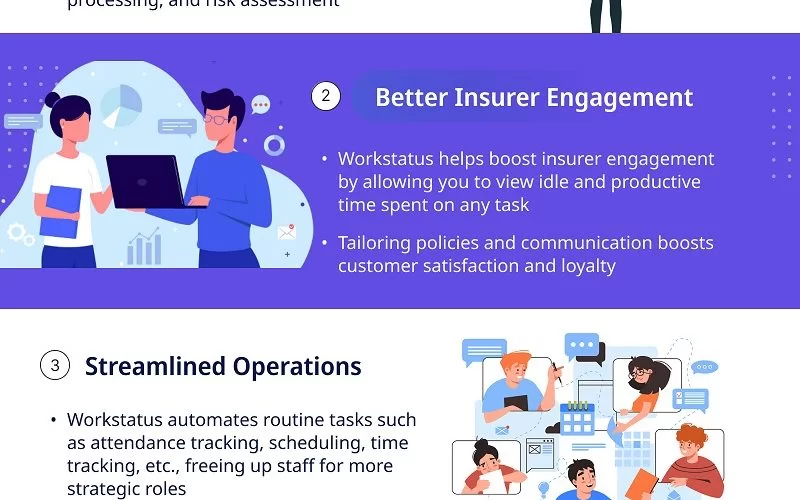 processing, and risk assessment
2
Better Insurer Engagement
• Workstatus helps boost insurer engagement
by allowing you to view idle and productive
time spent on any task
• Tailoring policies and communication boosts
customer satisfaction and loyalty
3
Streamlined Operations
• Workstatus automates routine tasks such
as attendance tracking, scheduling, time
tracking, etc., freeing up staff for more
strategic roles